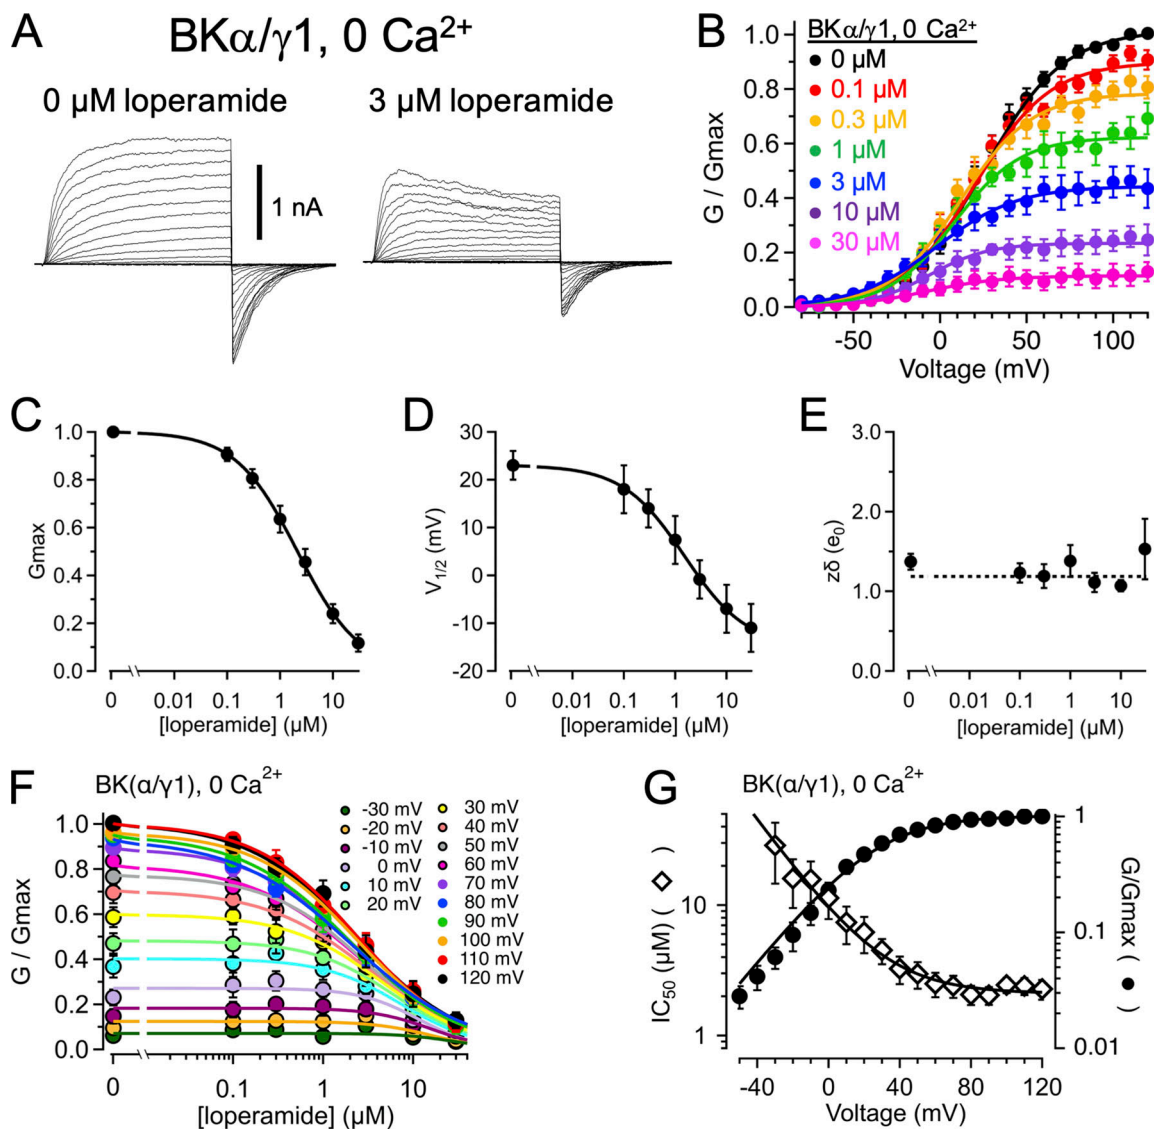 A
BKα/γ1, 0 Ca²⁺
0 μM loperamide
3 μM loperamide
1 nA
B
BKα/γ1, 0 Ca²⁺
0 μM
0.1 μM
0.3 μM
1 μM
3 μM
10 μM
30 μM
G / Gmax
1.0
0.8
0.6
0.4
0.2
0.0
-50
0
50
100
Voltage (mV)
C
Gmax
1.0
0.8
0.6
0.4
0.2
0.0
0
0.01
0.1
1
10
[loperamide] (μM)
D
V1/2 (mV)
30
20
10
0
-10
-20
0
0.01
0.1
1
10
[loperamide] (μM)
E
zδ (e0)
3.0
2.0
1.0
0.0
0
0.01
0.1
1
10
[loperamide] (μM)
F
BK(α/γ1), 0 Ca²⁺
-30 mV
-20 mV
-10 mV
0 mV
10 mV
20 mV
30 mV
40 mV
50 mV
60 mV
70 mV
80 mV
90 mV
100 mV
110 mV
120 mV
G / Gmax
1.0
0.8
0.6
0.4
0.2
0.0
0
0.1
1
10
[loperamide] (μM)
G
BK(α/γ1), 0 Ca²⁺
IC50 (μM) ( )
10
1
G/Gmax ( )
1
0.1
0.01
-40
0
40
80
120
Voltage (mV)